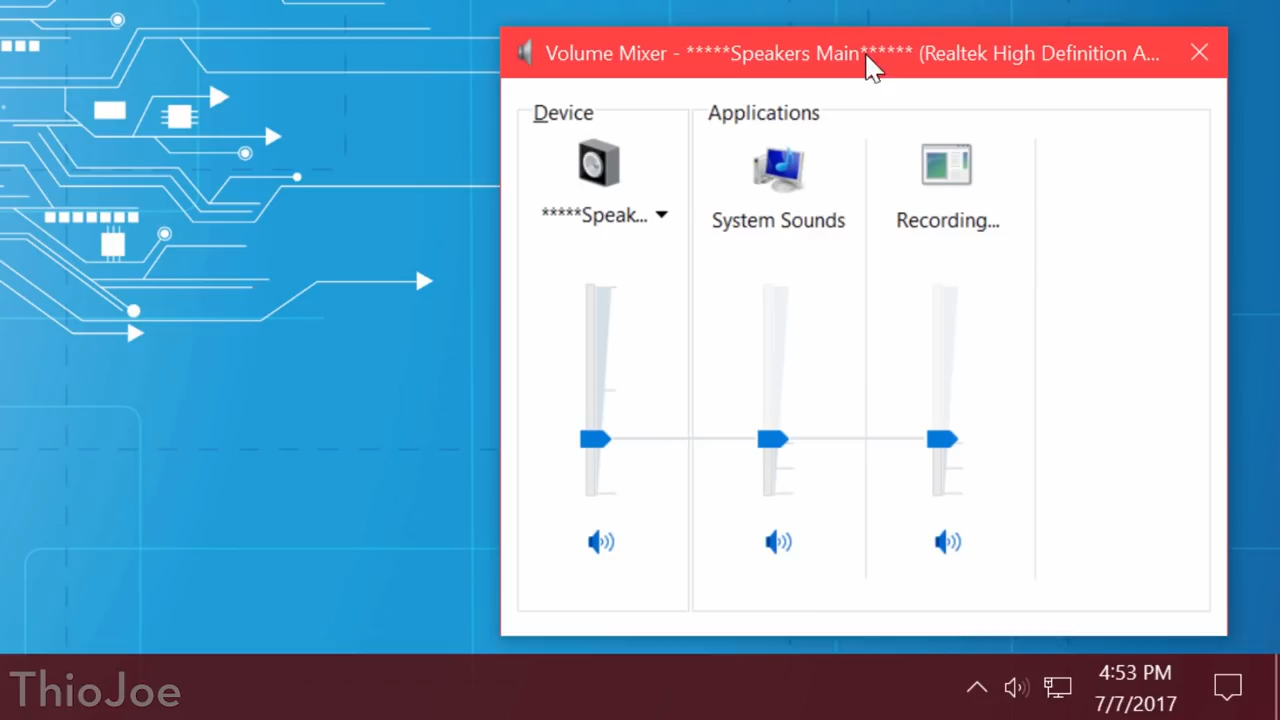 Volume Mixer - *****Speakers Main****** (Realtek High Definition A...
Device
Applications
*****Speak...
System Sounds
Recording...
ThioJoe
4:53 PM
7/7/2017